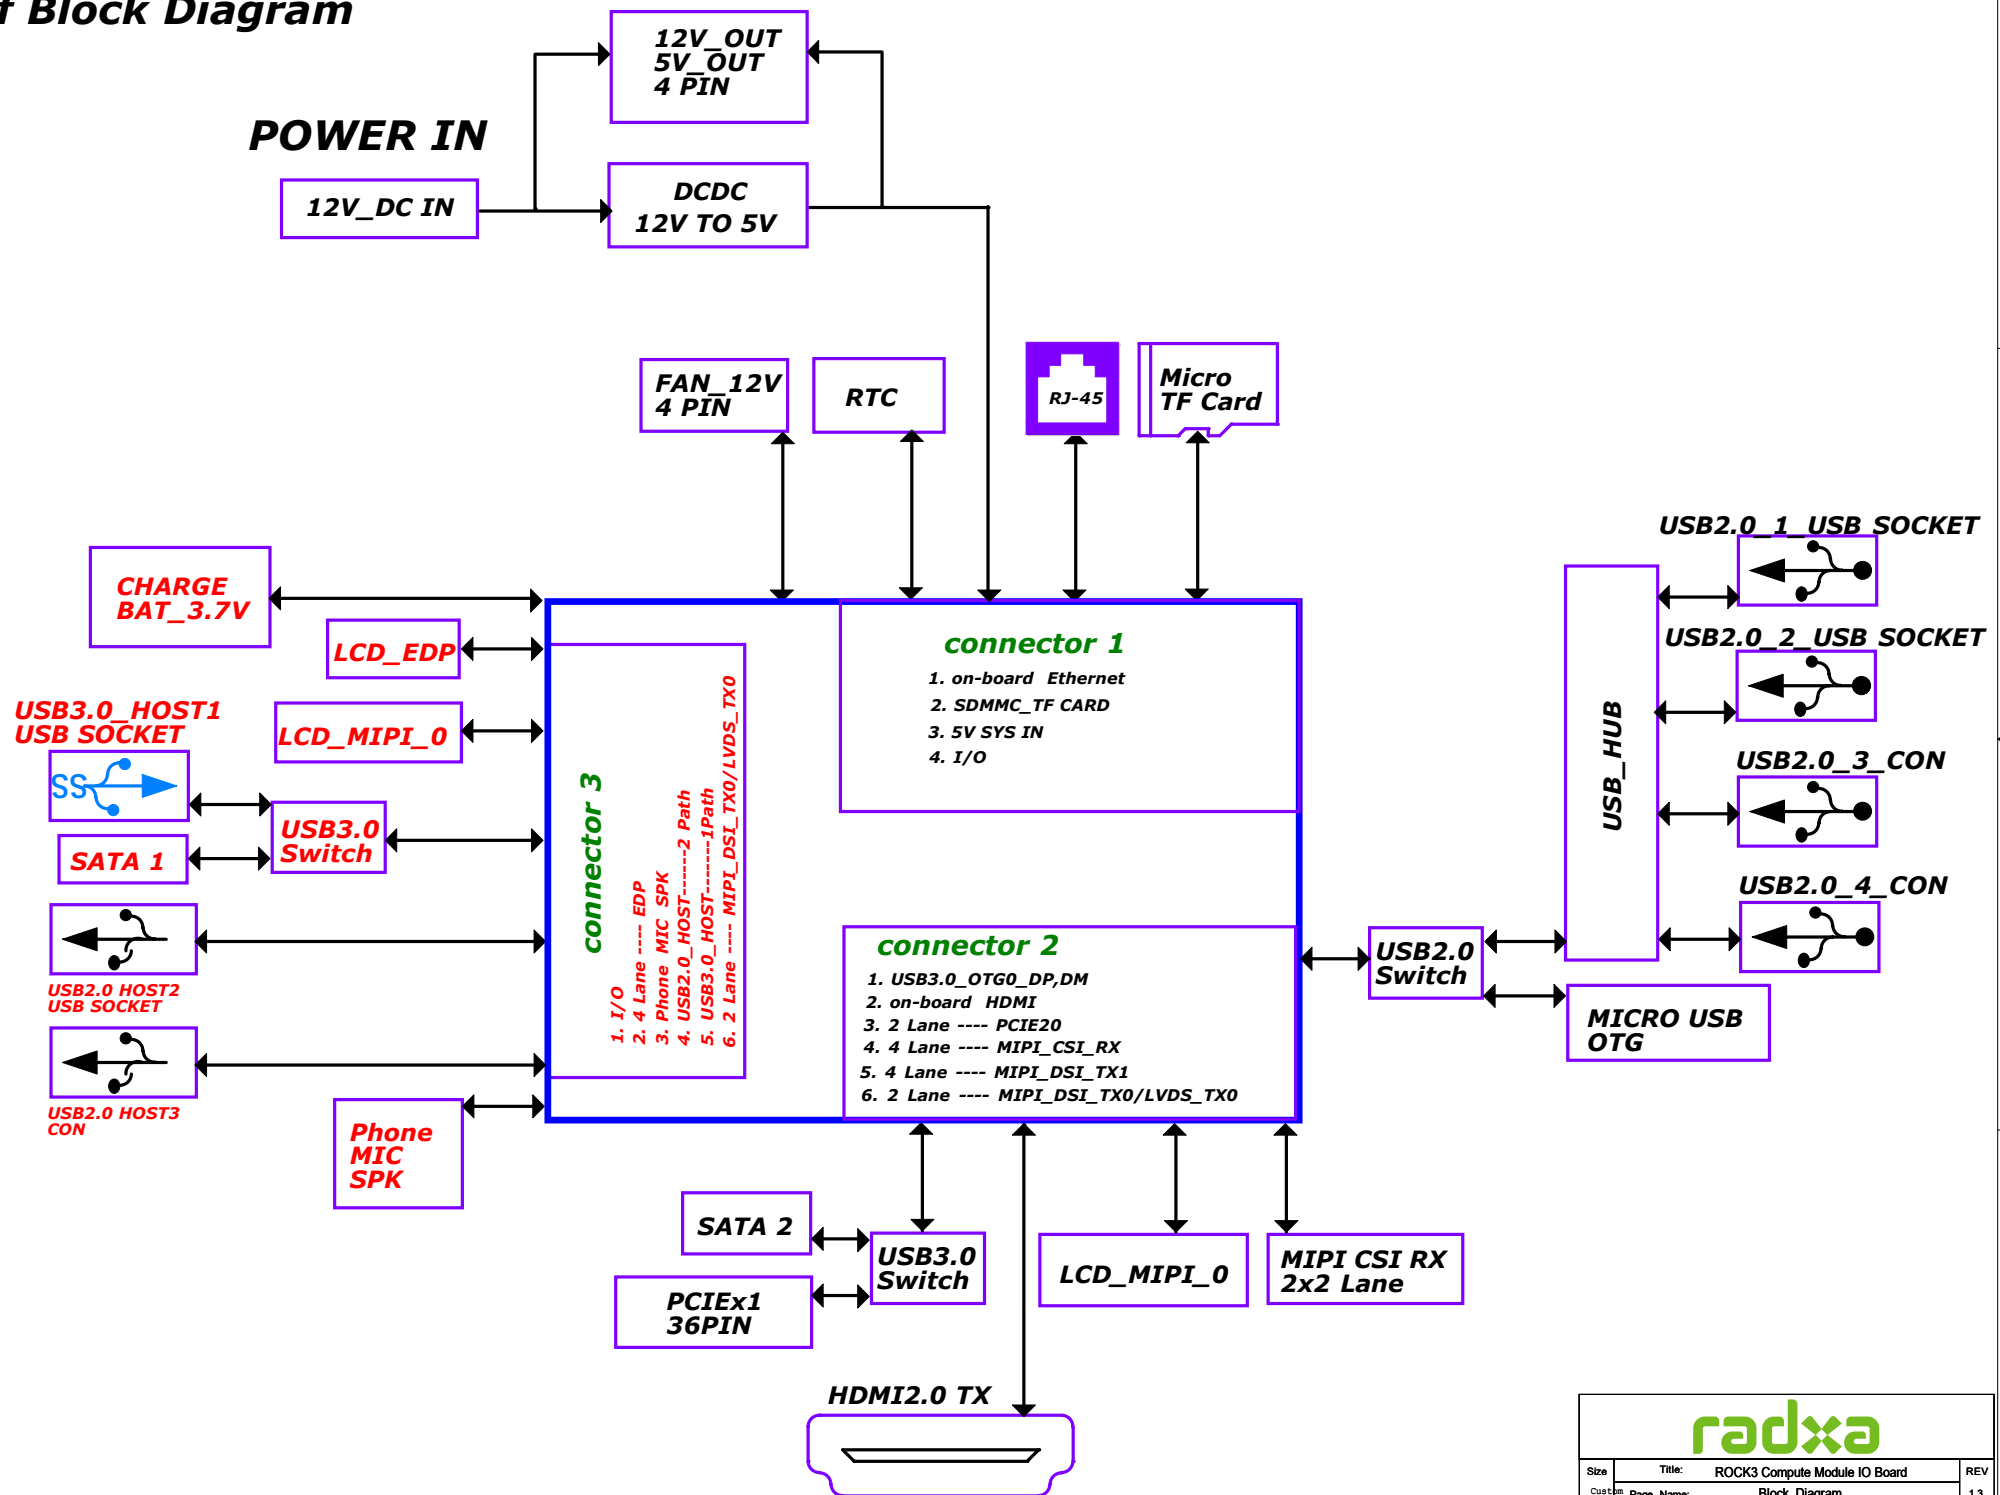 f Block Diagram
12V_OUT
5V_OUT
4 PIN
POWER IN
12V_DC IN
DCDC
12V TO 5V
FAN_12V
4 PIN
RTC
RJ-45
Micro
TF Card
CHARGE
BAT_3.7V
LCD_EDP
LCD_MIPI_0
USB3.0_HOST1
USB SOCKET
SS
USB3.0
Switch
SATA 1
USB2.0 HOST2
USB SOCKET
USB2.0 HOST3
CON
Phone
MIC
SPK
connector 3
1. I/O
2. 4 Lane ---- EDP
3. Phone MIC SPK
4. USB2.0_HOST------2 Path
5. USB3.0_HOST-------1Path
6. 2 Lane ---- MIPI_DSI_TX0/LVDS_TX0
connector 1
1. on-board Ethernet
2. SDMMC_TF CARD
3. 5V SYS IN
4. I/O
connector 2
1. USB3.0_OTG0_DP,DM
2. on-board HDMI
3. 2 Lane ---- PCIE20
4. 4 Lane ---- MIPI_CSI_RX
5. 4 Lane ---- MIPI_DSI_TX1
6. 2 Lane ---- MIPI_DSI_TX0/LVDS_TX0
USB2.0
Switch
USB_HUB
USB2.0_1_USB SOCKET
USB2.0_2_USB SOCKET
USB2.0_3_CON
USB2.0_4_CON
MICRO USB
OTG
SATA 2
USB3.0
Switch
PCIEx1
36PIN
LCD_MIPI_0
MIPI CSI RX
2x2 Lane
HDMI2.0 TX
radxa
Size Title: ROCK3 Compute Module IO Board REV
Custom Page Name: Block Diagram 1.3